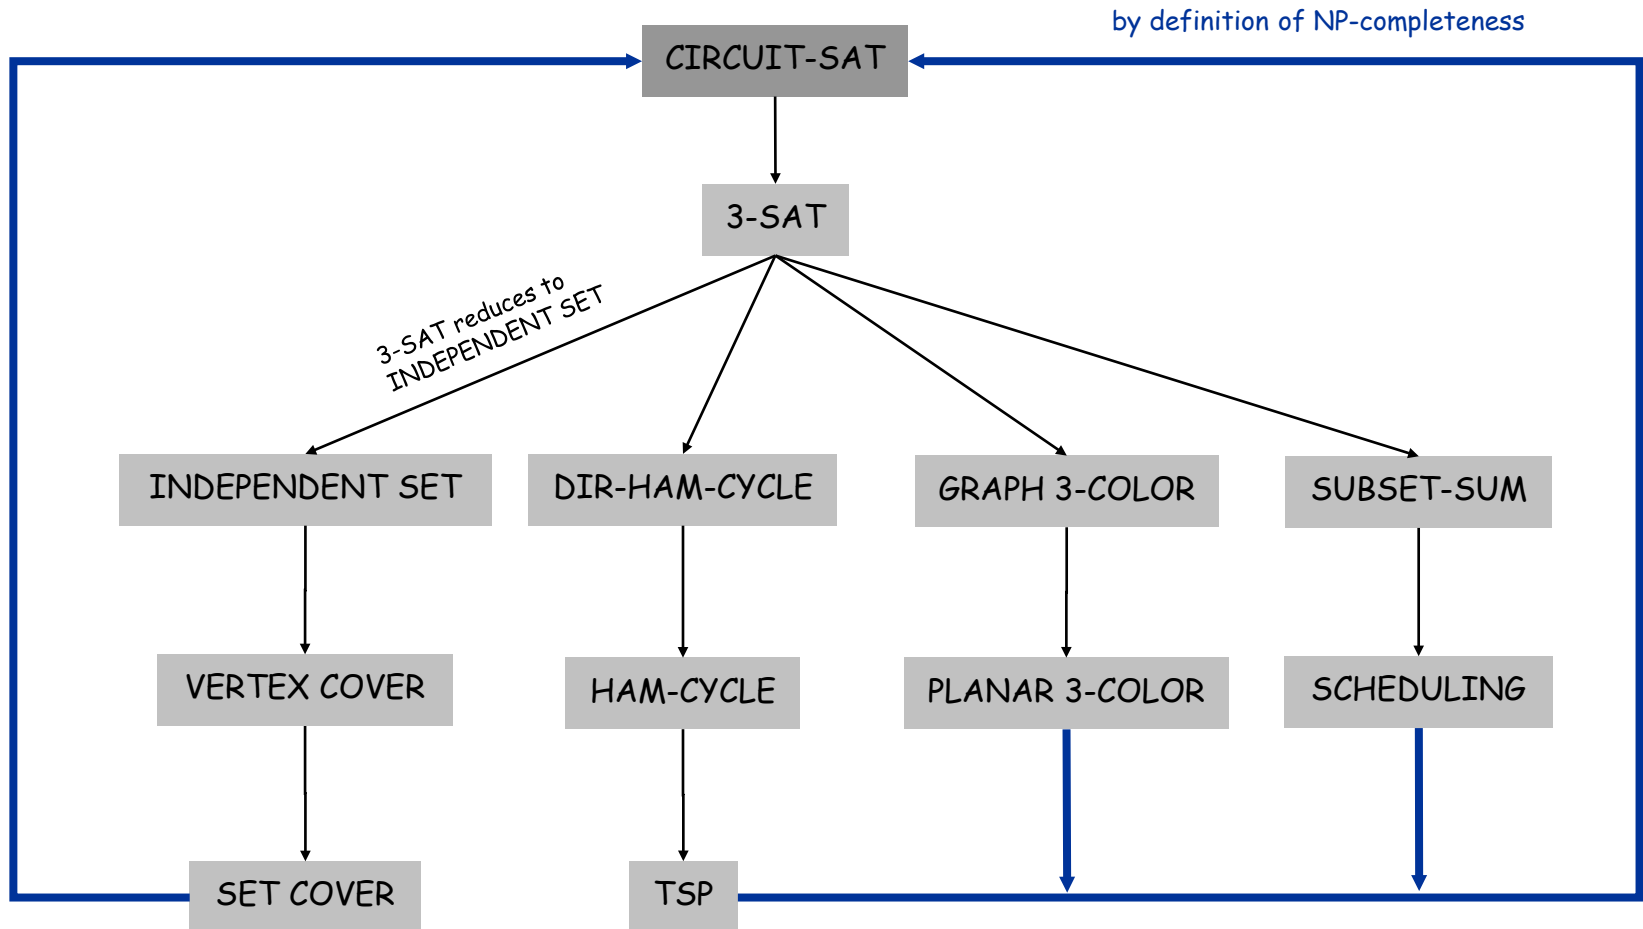 by definition of NP-completeness
CIRCUIT-SAT
3-SAT
3-SAT reduces to
INDEPENDENT SET
INDEPENDENT SET
DIR-HAM-CYCLE
GRAPH 3-COLOR
SUBSET-SUM
VERTEX COVER
HAM-CYCLE
PLANAR 3-COLOR
SCHEDULING
SET COVER
TSP